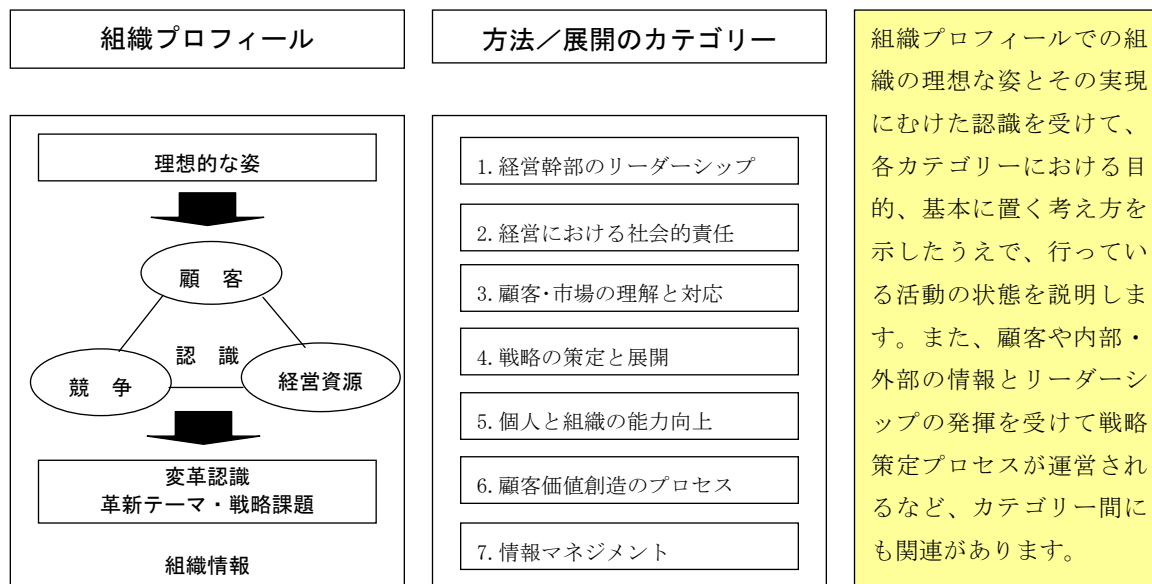 組織プロフィール
理想的な姿
顧 客
認 識
競 争
経営資源
変革認識
革新テーマ・戦略課題
組織情報
方法／展開のカテゴリー
1.経営幹部のリーダーシップ
2.経営における社会的責任
3.顧客･市場の理解と対応
4.戦略の策定と展開
5.個人と組織の能力向上
6.顧客価値創造のプロセス
7.情報マネジメント
組織プロフィールでの組
織の理想な姿とその実現
にむけた認識を受けて、
各カテゴリーにおける目
的、基本に置く考え方を
示したうえで、行ってい
る活動の状態を説明しま
す。また、顧客や内部・
外部の情報とリーダーシ
ップの発揮を受けて戦略
策定プロセスが運営され
るなど、カテゴリー間に
も関連があります。